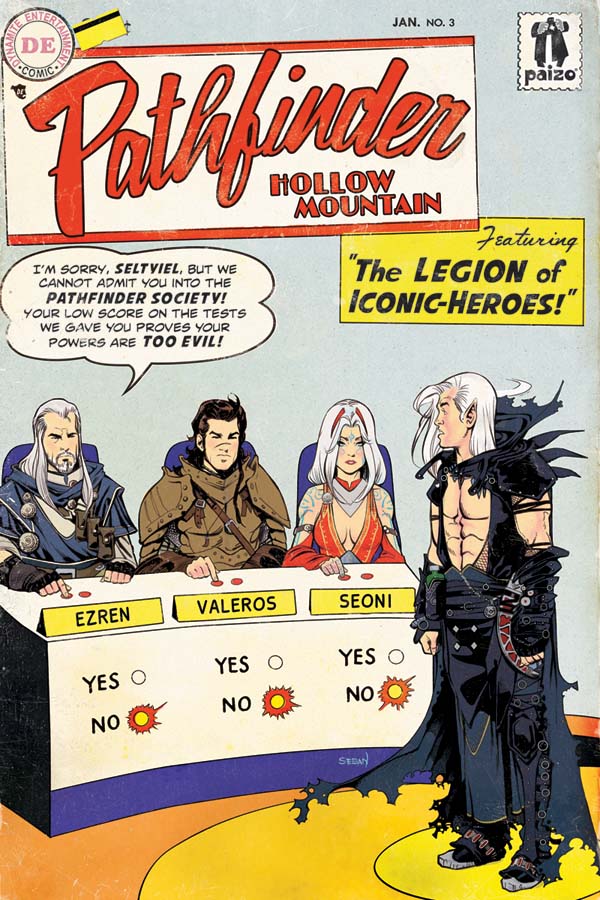 DYNAMITE ENTERTAINMENT
DE
COMIC
JAN. NO. 3
paizo
Pathfinder
HOLLOW
MOUNTAIN
Featuring
"The LEGION of
ICONIC-HEROES!"
I'M SORRY, SELTYIEL, BUT WE
CANNOT ADMIT YOU INTO THE
PATHFINDER SOCIETY!
YOUR LOW SCORE ON THE TESTS
WE GAVE YOU PROVES YOUR
POWERS ARE TOO EVIL!
EZREN
VALEROS
SEONI
YES
YES
YES
NO
NO
NO